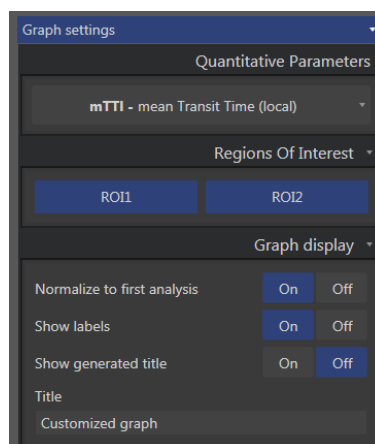 Graph settings
Quantitative Parameters
mTTI - mean Transit Time (local)
Regions Of Interest
ROI1 ROI2
Graph display
Normalize to first analysis On Off
Show labels On Off
Show generated title On Off
Title
Customized graph